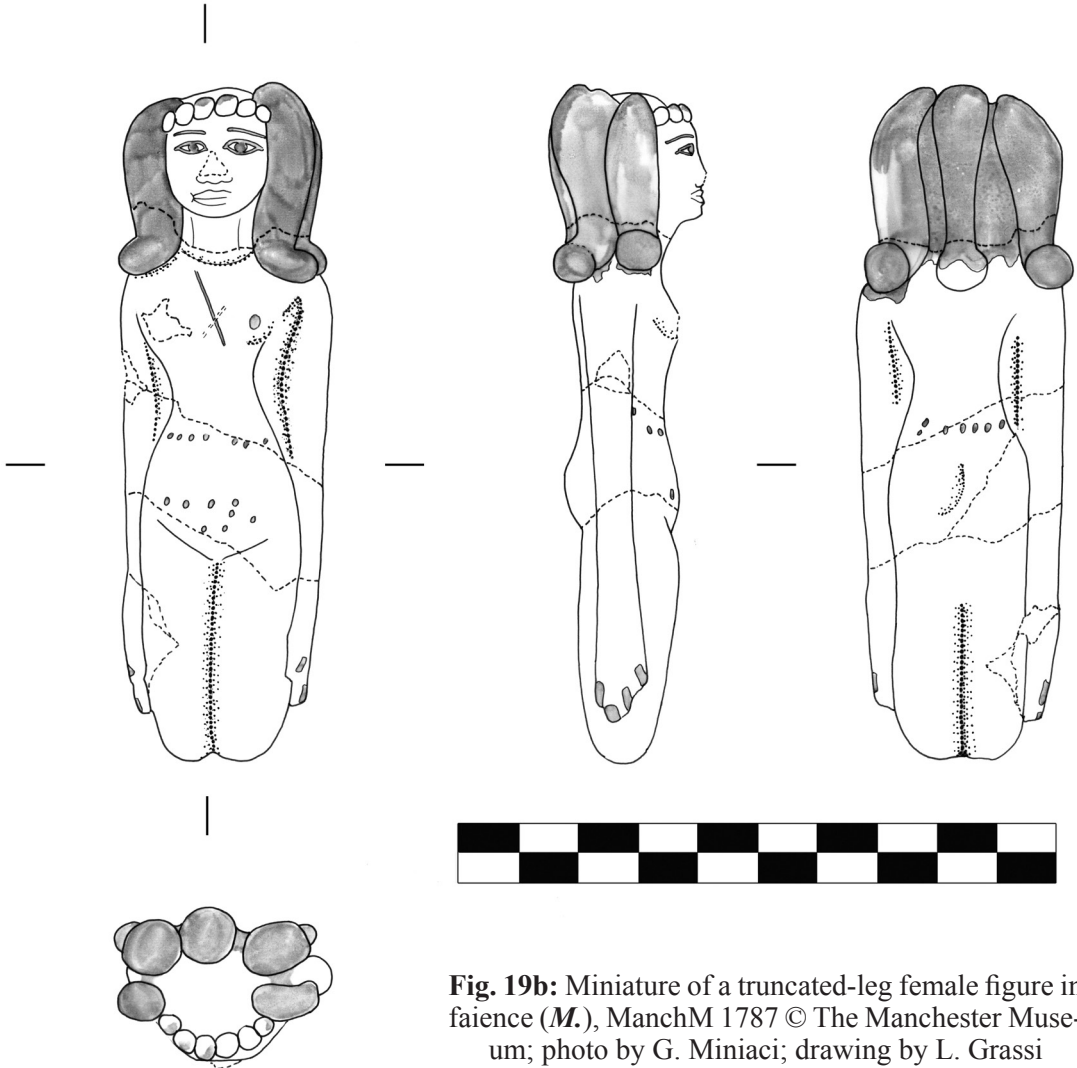 Fig. 19b: Miniature of a truncated-leg female figure in
faience (M.), ManchM 1787 © The Manchester Muse-
um; photo by G. Miniaci; drawing by L. Grassi